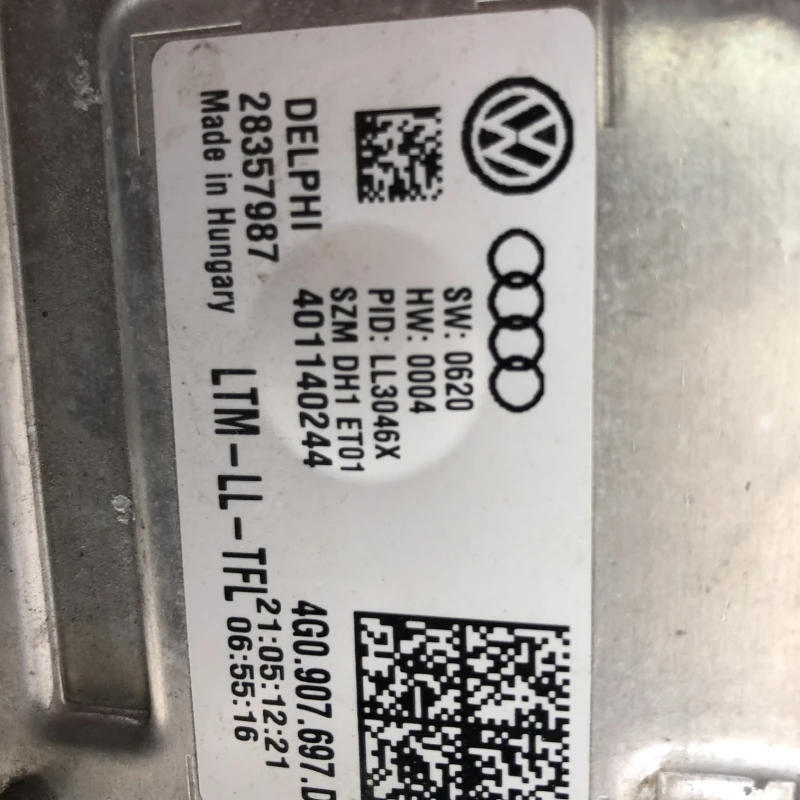 SW: 0620
HW: 0004
PID: LL3046X
SZM DH1 ET01
401140244
DELPHI
28357987
Made in Hungary
LTM-LL-TFL
4G0.907.697.D
21:05:12:21
06:55:16